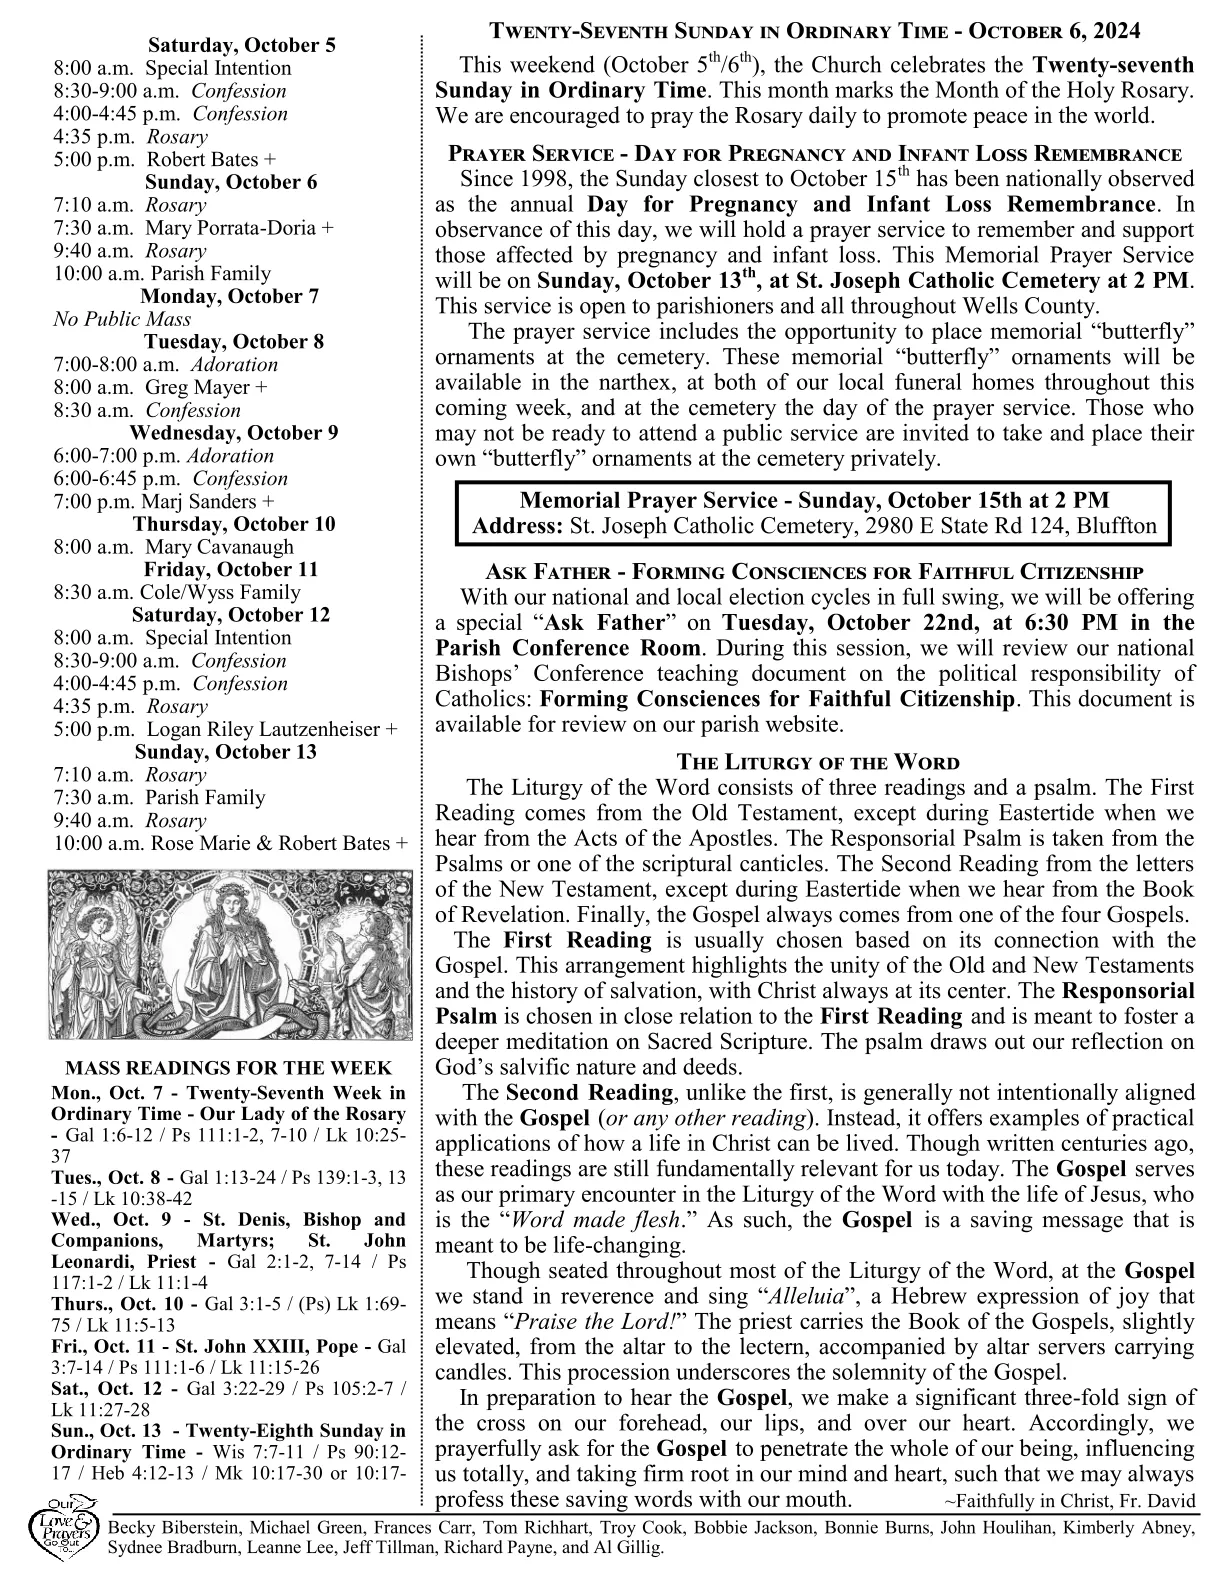 Saturday, October 5
8:00 a.m. Special Intention
8:30-9:00 a.m. Confession
4:00-4:45 p.m. Confession
4:35 p.m. Rosary
5:00 p.m. Robert Bates +
Sunday, October 6
7:10 a.m. Rosary
7:30 a.m. Mary Porrata-Doria +
9:40 a.m. Rosary
10:00 a.m. Parish Family
Monday, October 7
No Public Mass
Tuesday, October 8
7:00-8:00 a.m. Adoration
8:00 a.m. Greg Mayer +
8:30 a.m. Confession
Wednesday, October 9
6:00-7:00 p.m. Adoration
6:00-6:45 p.m. Confession
7:00 p.m. Marj Sanders +
Thursday, October 10
8:00 a.m. Mary Cavanaugh
Friday, October 11
8:30 a.m. Cole/Wyss Family
Saturday, October 12
8:00 a.m. Special Intention
8:30-9:00 a.m. Confession
4:00-4:45 p.m. Confession
4:35 p.m. Rosary
5:00 p.m. Logan Riley Lautzenheiser +
Sunday, October 13
7:10 a.m. Rosary
7:30 a.m. Parish Family
9:40 a.m. Rosary
10:00 a.m. Rose Marie & Robert Bates +
EVA
MASS READINGS FOR THE WEEK
Mon., Oct. 7 - Twenty-Seventh Week in
Ordinary Time - Our Lady of the Rosary
- Gal 1:6-12 / Ps 111:1-2, 7-10 / Lk 10:25-
37
Tues., Oct. 8 - Gal 1:13-24 / Ps 139:1-3, 13
-15 / Lk 10:38-42
Wed., Oct. 9 - St. Denis, Bishop and
Companions, Martyrs; St. John
Leonardi, Priest - Gal 2:1-2, 7-14 / Ps
117:1-2 / Lk 11:1-4
Thurs., Oct. 10 - Gal 3:1-5 / (Ps) Lk 1:69-
75 / Lk 11:5-13
Fri., Oct. 11 - St. John XXIII, Pope - Gal
3:7-14 / Ps 111:1-6 / Lk 11:15-26
Sat., Oct. 12 - Gal 3:22-29 / Ps 105:2-7 /
Lk 11:27-28
Sun., Oct. 13 - Twenty-Eighth Sunday in
Ordinary Time - Wis 7:7-11 / Ps 90:12-
17 / Heb 4:12-13 / Mk 10:17-30 or 10:17-
TWENTY-SEVENTH SUNDAY IN ORDINARY TIME - OCTOBER 6, 2024
This weekend (October 5th/6th), the Church celebrates the Twenty-seventh
Sunday in Ordinary Time. This month marks the Month of the Holy Rosary.
We are encouraged to pray the Rosary daily to promote peace in the world.
PRAYER SERVICE - DAY FOR PREGNANCY AND INFANT LOSS REMEMBRANCE
Since 1998, the Sunday closest to October 15th has been nationally observed
as the annual Day for Pregnancy and Infant Loss Remembrance. In
observance of this day, we will hold a prayer service to remember and support
those affected by pregnancy and infant loss. This Memorial Prayer Service
will be on Sunday, October 13th, at St. Joseph Catholic Cemetery at 2 PM.
This service is open to parishioners and all throughout Wells County.
The prayer service includes the opportunity to place memorial “butterfly”
ornaments at the cemetery. These memorial “butterfly” ornaments will be
available in the narthex, at both of our local funeral homes throughout this
coming week, and at the cemetery the day of the prayer service. Those who
may not be ready to attend a public service are invited to take and place their
own “butterfly” ornaments at the cemetery privately.
Memorial Prayer Service - Sunday, October 15th at 2 PM
Address: St. Joseph Catholic Cemetery, 2980 E State Rd 124, Bluffton
ASK FATHER - FORMING CONSCIENCES FOR FAITHFUL CITIZENSHIP
With our national and local election cycles in full swing, we will be offering
a special “Ask Father” on Tuesday, October 22nd, at 6:30 PM in the
Parish Conference Room. During this session, we will review our national
Bishops’ Conference teaching document on the political responsibility of
Catholics: Forming Consciences for Faithful Citizenship. This document is
available for review on our parish website.
THE LITURGY OF THE WORD
The Liturgy of the Word consists of three readings and a psalm. The First
Reading comes from the Old Testament, except during Eastertide when we
hear from the Acts of the Apostles. The Responsorial Psalm is taken from the
Psalms or one of the scriptural canticles. The Second Reading from the letters
of the New Testament, except during Eastertide when we hear from the Book
of Revelation. Finally, the Gospel always comes from one of the four Gospels.
The First Reading is usually chosen based on its connection with the
Gospel. This arrangement highlights the unity of the Old and New Testaments
and the history of salvation, with Christ always at its center. The Responsorial
Psalm is chosen in close relation to the First Reading and is meant to foster a
deeper meditation on Sacred Scripture. The psalm draws out our reflection on
God’s salvific nature and deeds.
The Second Reading, unlike the first, is generally not intentionally aligned
with the Gospel (or any other reading). Instead, it offers examples of practical
applications of how a life in Christ can be lived. Though written centuries ago,
these readings are still fundamentally relevant for us today. The Gospel serves
as our primary encounter in the Liturgy of the Word with the life of Jesus, who
is the “Word made flesh.” As such, the Gospel is a saving message that is
meant to be life-changing.
Though seated throughout most of the Liturgy of the Word, at the Gospel
we stand in reverence and sing “Alleluia”, a Hebrew expression of joy that
means “Praise the Lord!” The priest carries the Book of the Gospels, slightly
elevated, from the altar to the lectern, accompanied by altar servers carrying
candles. This procession underscores the solemnity of the Gospel.
In preparation to hear the Gospel, we make a significant three-fold sign of
the cross on our forehead, our lips, and over our heart. Accordingly, we
prayerfully ask for the Gospel to penetrate the whole of our being, influencing
us totally, and taking firm root in our mind and heart, such that we may always
profess these saving words with our mouth. ~Faithfully in Christ, Fr. David
Our
Love &
Prayers
Go Out
To...
Becky Biberstein, Michael Green, Frances Carr, Tom Richhart, Troy Cook, Bobbie Jackson, Bonnie Burns, John Houlihan, Kimberly Abney,
Sydnee Bradburn, Leanne Lee, Jeff Tillman, Richard Payne, and Al Gillig.